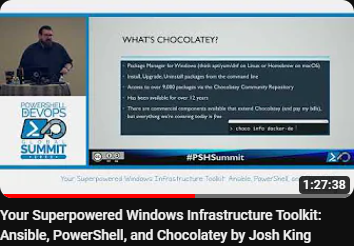 WHAT'S CHOCOLATEY?
Package Manager for Windows (think apt/yum/dnf on Linux or Homebrew on macOS)
Install, Upgrade, Uninstall packages from the command line
Access to over 9,000 packages via the Chocolatey Community Repository
Has been available for over 12 years
There are commercial components available that extend Chocolatey (and pay my bills),
but everything we're covering today is free
> choco info docker-de
POWERSHELL
DEVOPS
GLOBAL
SUMMIT
#PSHSummit
Your Superpowered Windows Infrastructure Toolkit: Ansible, PowerShell, an
1:27:38
Your Superpowered Windows Infrastructure Toolkit:
Ansible, PowerShell, and Chocolatey by Josh King